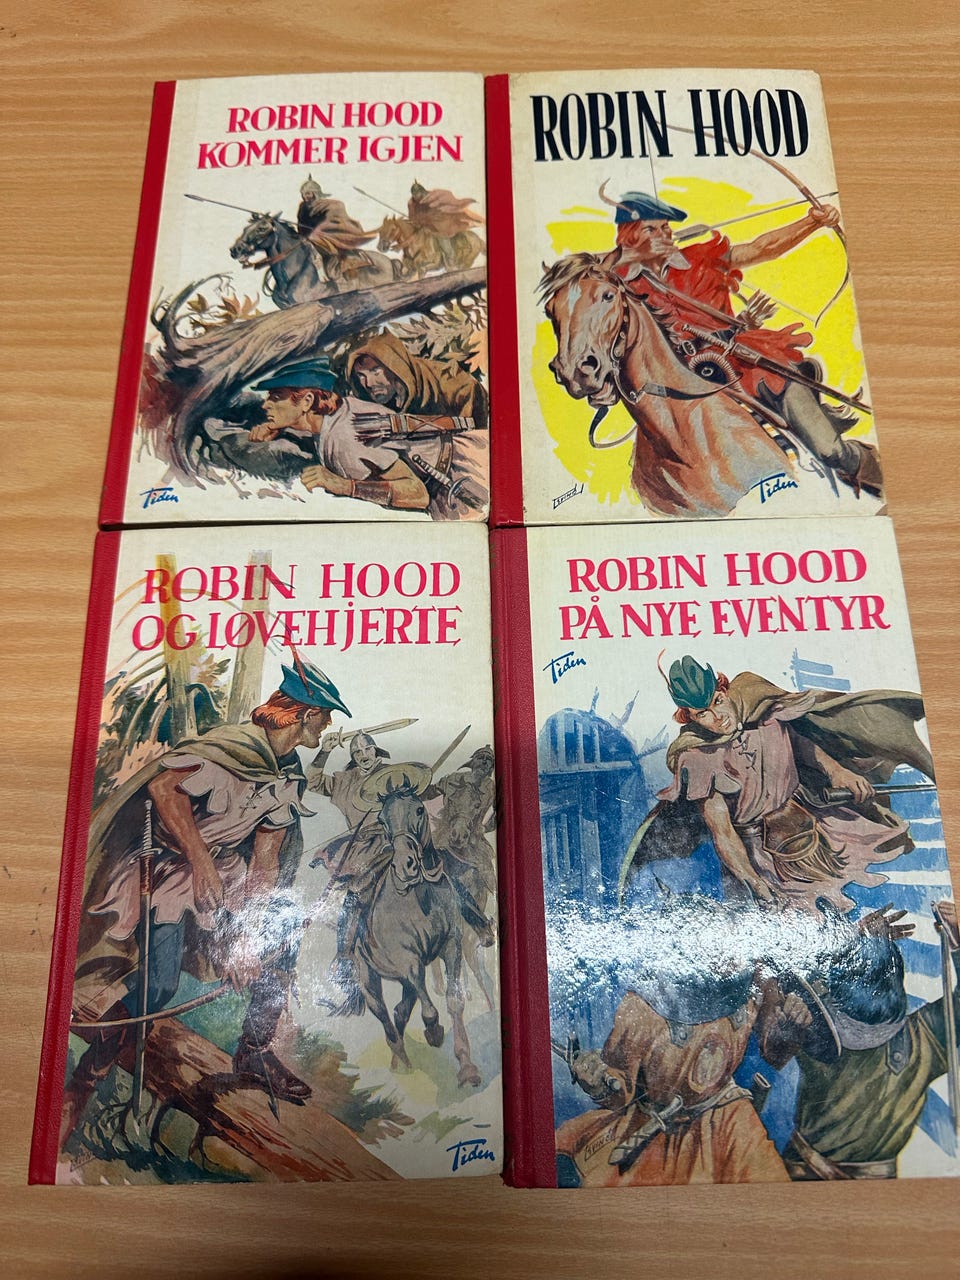 ROBIN HOOD
KOMMER IGJEN
Tiden
ROBIN HOOD
Tiden
ROBIN HOOD
OG LØVEHJERTE
Tiden
ROBIN HOOD
PÅ NYE EVENTYR
Tiden